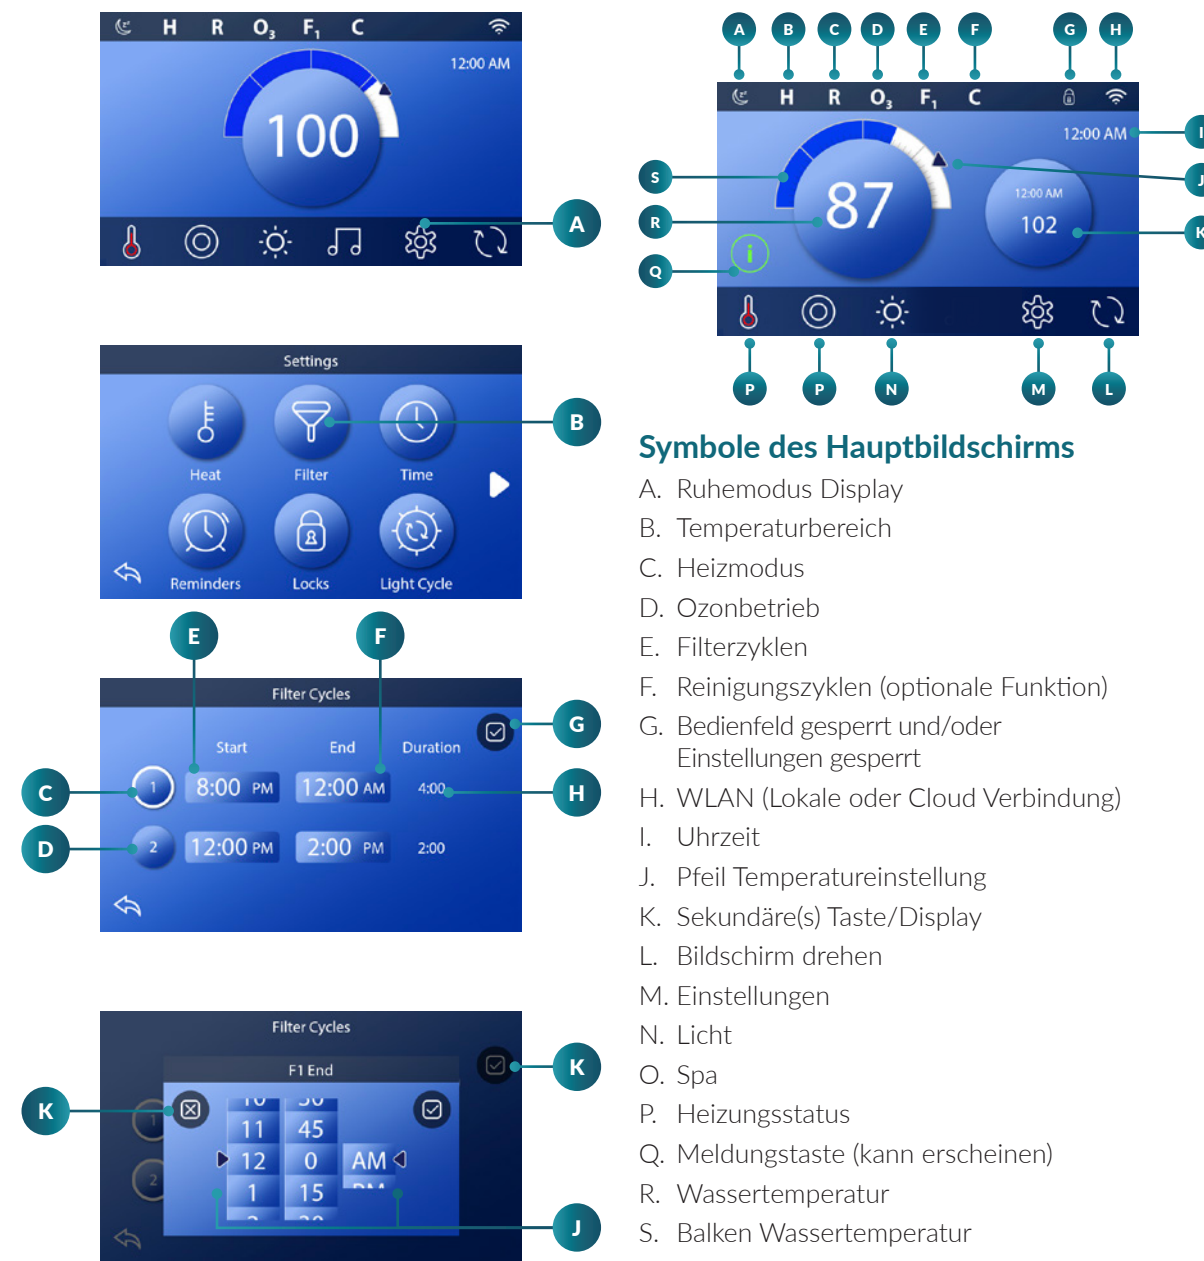 H R O₃ F₁ C
12:00 AM
100
A
Settings
B
Heat Filter Time
Reminders Locks Light Cycle
E F
Filter Cycles
G
Start End Duration
C 1 8:00 PM 12:00 AM 4:00 H
D 2 12:00 PM 2:00 PM 2:00
Filter Cycles
F1 End
K
K
1
2
11 45
12 0 AM
1 15
J
A B C D E F G H
H R O₃ F₁ C
12:00 AM I
S
J
87
12:00 AM
102
R
K
i
Q
P P N M L
Symbole des Hauptbildschirms
A. Ruhemodus Display
B. Temperaturbereich
C. Heizmodus
D. Ozonbetrieb
E. Filterzyklen
F. Reinigungszyklen (optionale Funktion)
G. Bedienfeld gesperrt und/oder
Einstellungen gesperrt
H. WLAN (Lokale oder Cloud Verbindung)
I. Uhrzeit
J. Pfeil Temperatureinstellung
K. Sekundäre(s) Taste/Display
L. Bildschirm drehen
M. Einstellungen
N. Licht
O. Spa
P. Heizungsstatus
Q. Meldungstaste (kann erscheinen)
R. Wassertemperatur
S. Balken Wassertemperatur